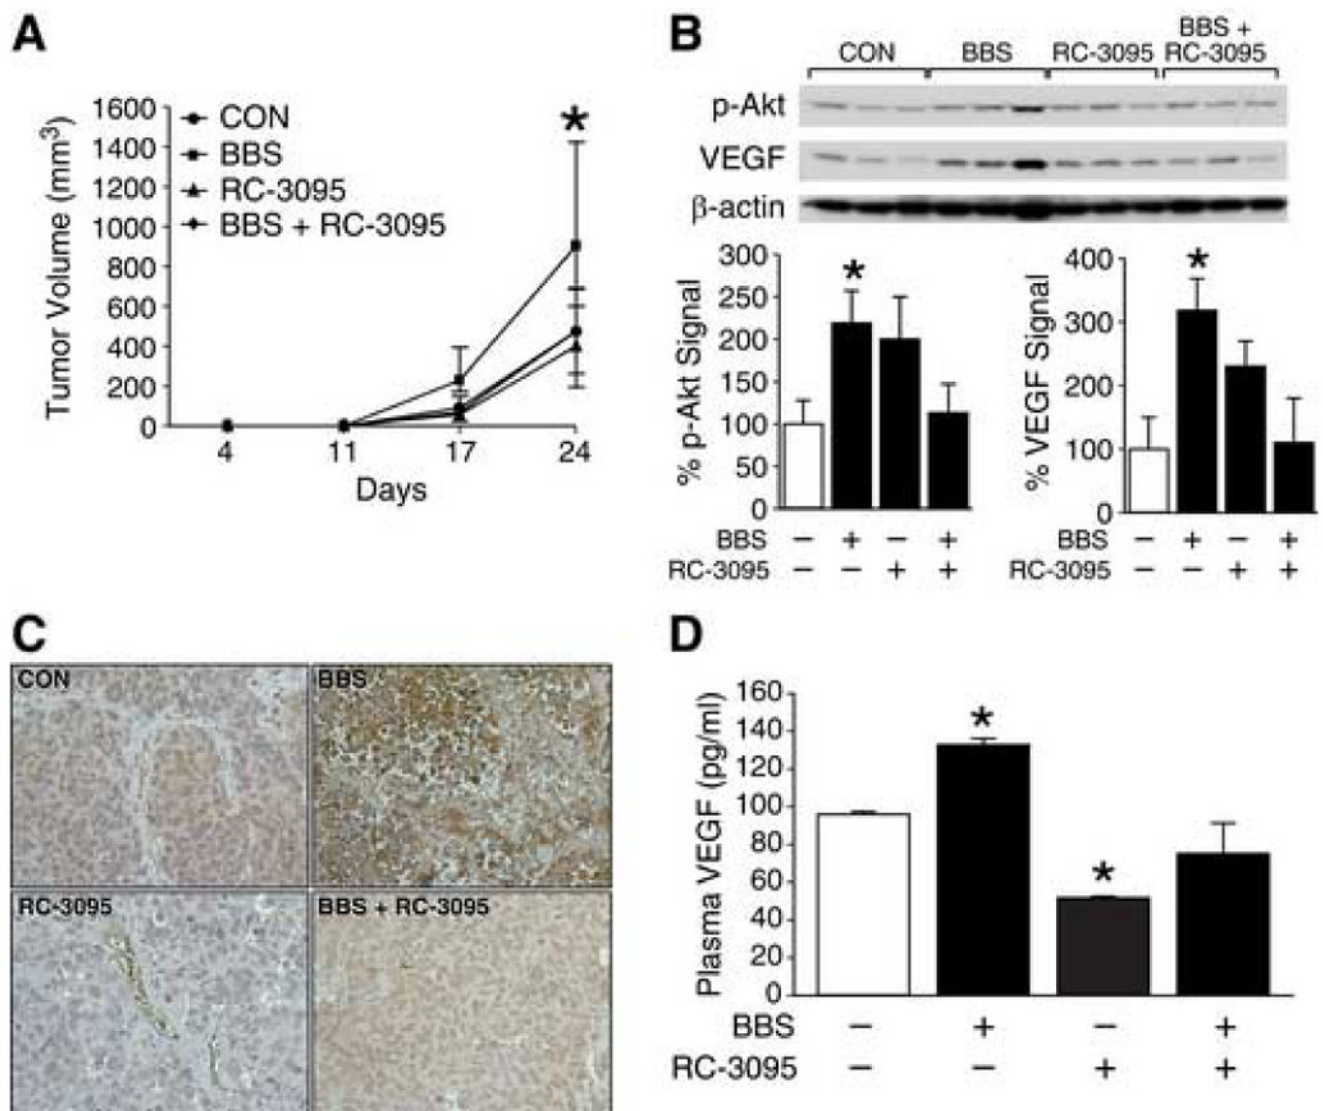 A
1600
1400
1200
1000
800
600
400
200
0
Tumor Volume (mm³)
CON
BBS
RC-3095
BBS + RC-3095
*
4 11 17 24
Days
B
CON BBS RC-3095 BBS + RC-3095
p-Akt
VEGF
β-actin
300
250
200
150
100
50
0
% p-Akt Signal
*
BBS − + − +
RC-3095 − − + +
400
300
200
100
0
% VEGF Signal
*
BBS − + − +
RC-3095 − − + +
C
CON
BBS
RC-3095
BBS + RC-3095
D
160
140
120
100
80
60
40
20
0
Plasma VEGF (pg/ml)
*
*
BBS − + − +
RC-3095 − − + +